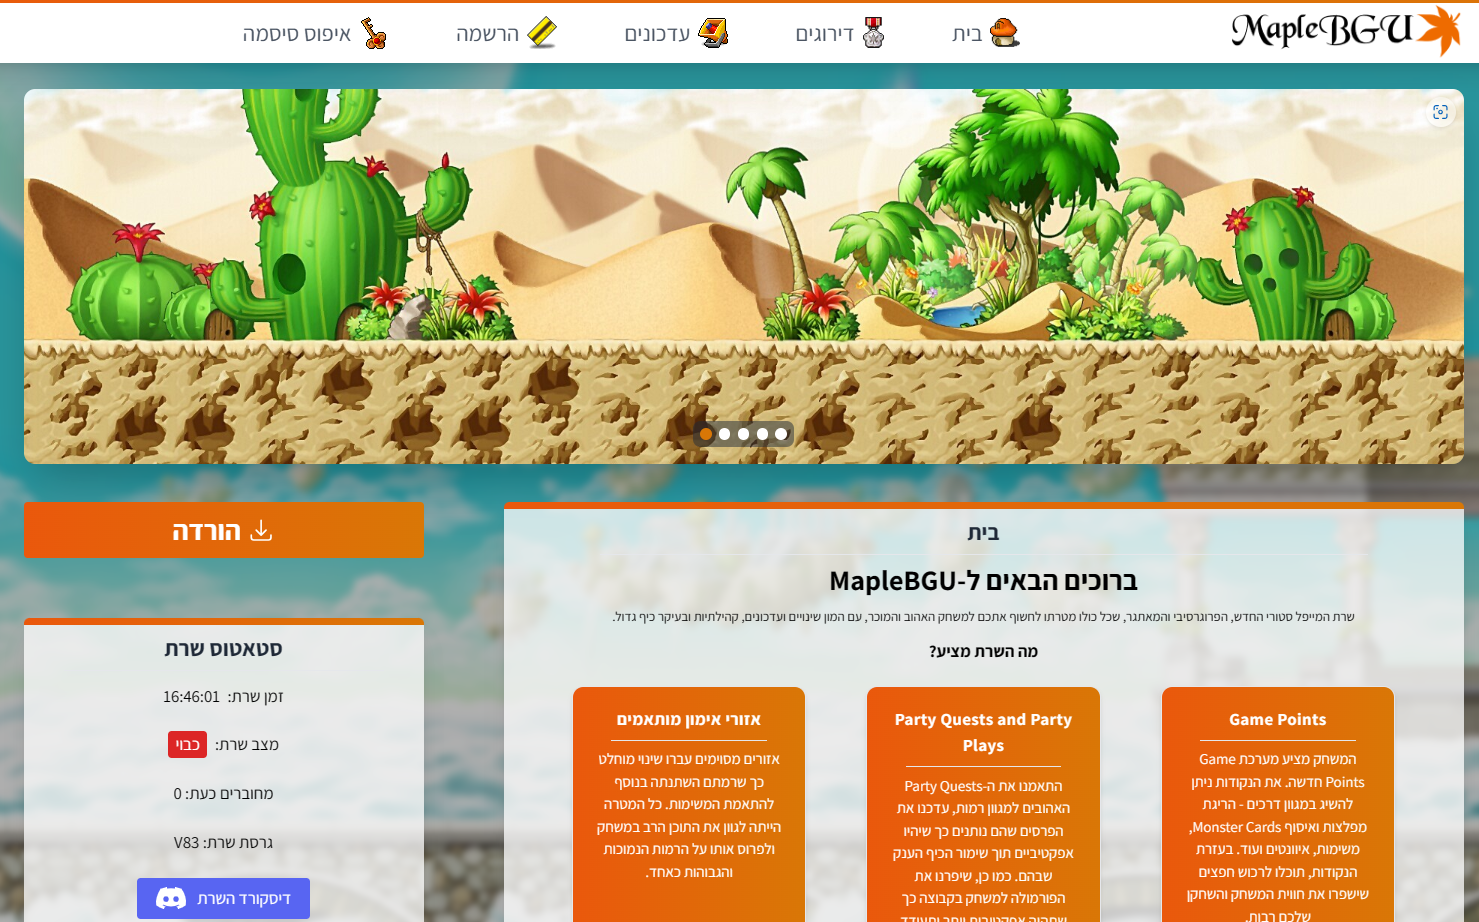 MapleBGU
בית
דירוגים
עדכונים
הרשמה
איפוס סיסמה
הורדה
סטאטוס שרת
זמן שרת: 16:46:01
מצב שרת: כבוי
מחוברים כעת: 0
גרסת שרת: V83
דיסקורד השרת
בית
ברוכים הבאים ל-MapleBGU
שרת המייפל סטורי החדש, הפרוגרסיבי והמאתגר, שכל כולו מטרתו לחשוף אתכם למשחק האהוב והמוכר, עם המון שינויים ועדכונים, קהילתיות ובעיקר כיף גדול.
מה השרת מציע?
Game Points
המשחק מציע מערכת Game
Points חדשה. את הנקודות ניתן
להשיג במגוון דרכים - הריגת
מפלצות ואיסוף Monster Cards,
משימות, איוונטים ועוד. בעזרת
הנקודות, תוכלו לרכוש חפצים
שישפרו את חווית המשחק והשחקן
שלכם רבות.
Party Quests and Party
Plays
התאמנו את ה-Party Quests
האהובים למגוון רמות, עדכנו את
הפרסים שהם נותנים כך שיהיו
אפקטיביים תוך שימור הכיף הענק
שבהם. כמו כן, שיפרנו את
הפורמולה למשחק בקבוצה כך
שתהיה אפקטיבית יותר ותעודד
אזורי אימון מותאמים
אזורים מסוימים עברו שינוי מוחלט
כך שרמתם השתנתה בנוסף
להתאמת המשימות. כל המטרה
הייתה לגוון את התוכן הרב במשחק
ולפרוס אותו על הרמות הנמוכות
והגבוהות כאחד.